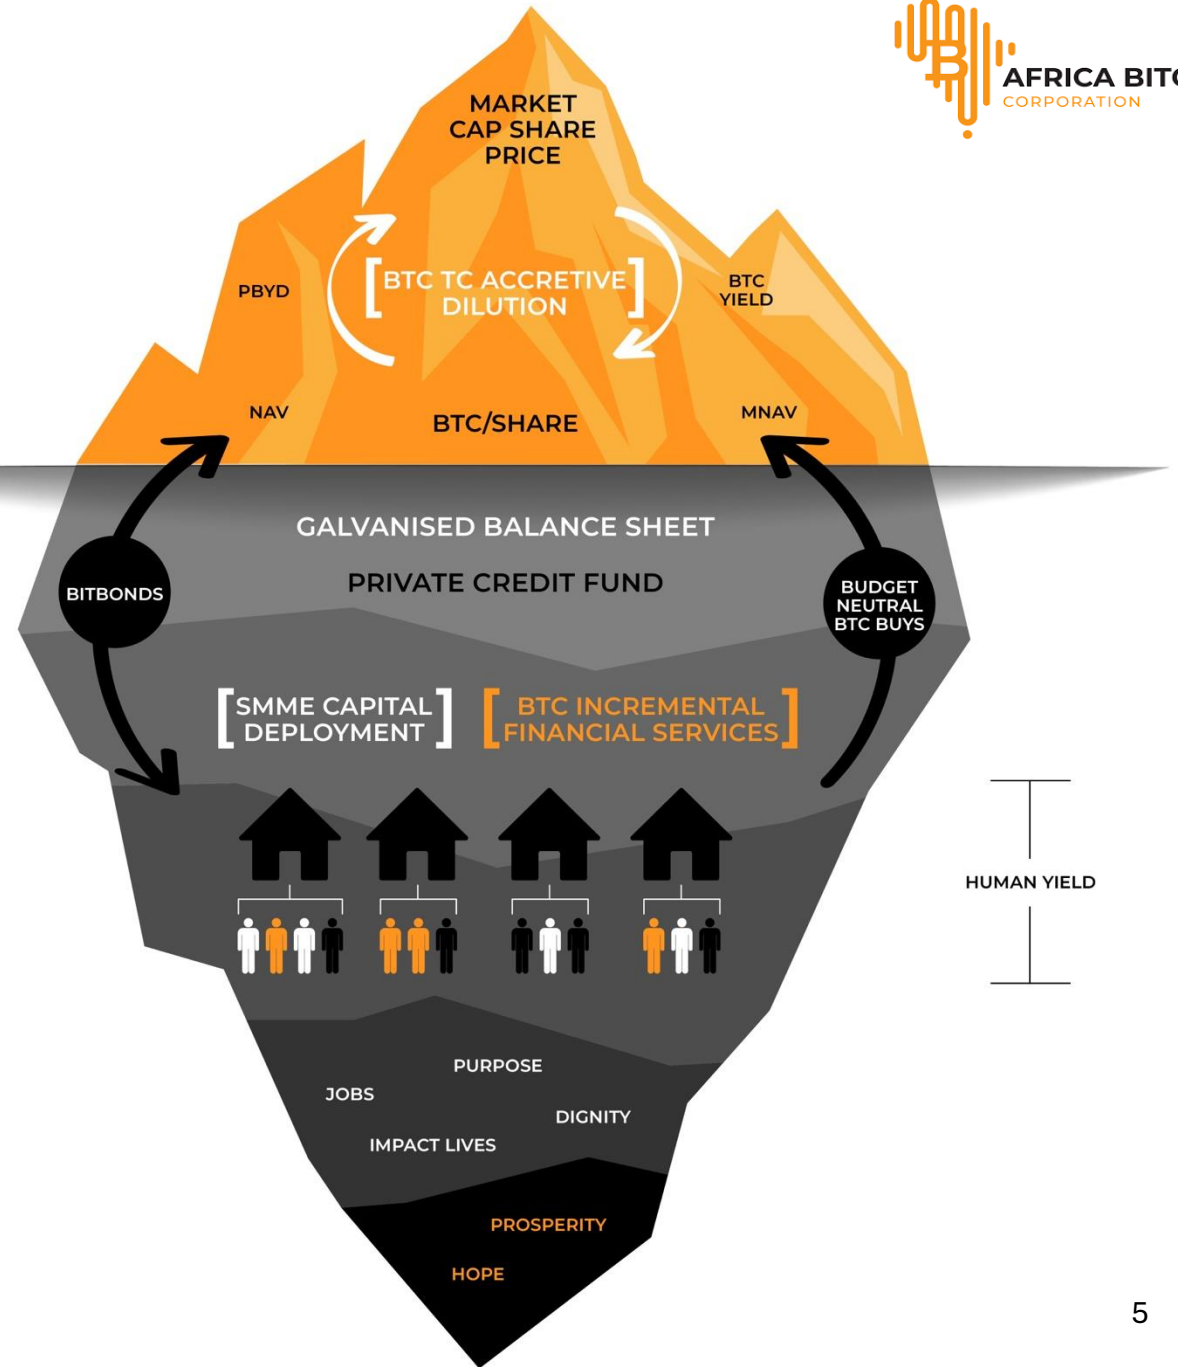 AFRICA BITC
CORPORATION
MARKET
CAP SHARE
PRICE
PBYD
[BTC TC ACCRETIVE
DILUTION]
BTC
YIELD
NAV
BTC/SHARE
MNAV
GALVANISED BALANCE SHEET
PRIVATE CREDIT FUND
BITBONDS
BUDGET
NEUTRAL
BTC BUYS
[SMME CAPITAL
DEPLOYMENT]
[BTC INCREMENTAL
FINANCIAL SERVICES]
HUMAN YIELD
PURPOSE
JOBS
DIGNITY
IMPACT LIVES
PROSPERITY
HOPE
5